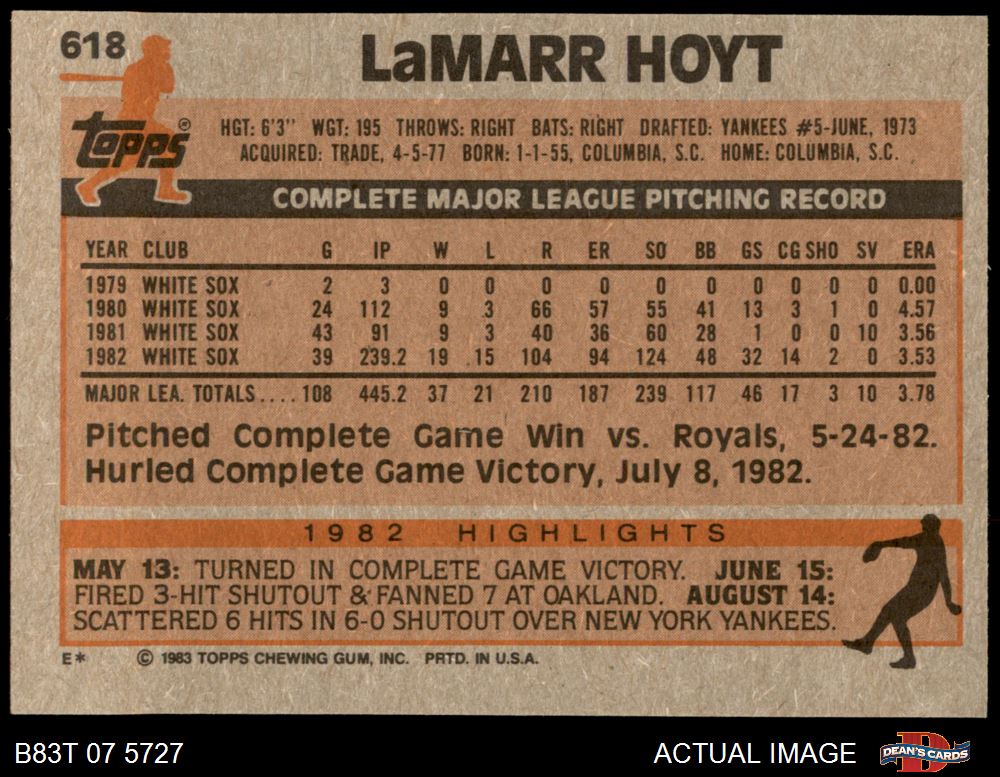 618
LaMARR HOYT
topps®
HGT: 6'3" WGT: 195 THROWS: RIGHT BATS: RIGHT DRAFTED: YANKEES #5-JUNE, 1973
ACQUIRED: TRADE, 4-5-77 BORN: 1-1-55, COLUMBIA, S.C. HOME: COLUMBIA, S.C.
COMPLETE MAJOR LEAGUE PITCHING RECORD
YEAR CLUB G IP W L R ER SO BB GS CG SHO SV ERA
1979 WHITE SOX 2 3 0 0 0 0 0 0 0 0 0 0 0.00
1980 WHITE SOX 24 112 9 3 66 57 55 41 13 3 1 0 4.57
1981 WHITE SOX 43 91 9 3 40 36 60 28 1 0 0 10 3.56
1982 WHITE SOX 39 239.2 19 15 104 94 124 48 32 14 2 0 3.53
MAJOR LEA. TOTALS.... 108 445.2 37 21 210 187 239 117 46 17 3 10 3.78
Pitched Complete Game Win vs. Royals, 5-24-82.
Hurled Complete Game Victory, July 8, 1982.
1982 HIGHLIGHTS
MAY 13: TURNED IN COMPLETE GAME VICTORY. JUNE 15:
FIRED 3-HIT SHUTOUT & FANNED 7 AT OAKLAND. AUGUST 14:
SCATTERED 6 HITS IN 6-0 SHUTOUT OVER NEW YORK YANKEES.
E* © 1983 TOPPS CHEWING GUM, INC. PRTD. IN U.S.A.
B83T 07 5727 ACTUAL IMAGE DEAN'S CARDS